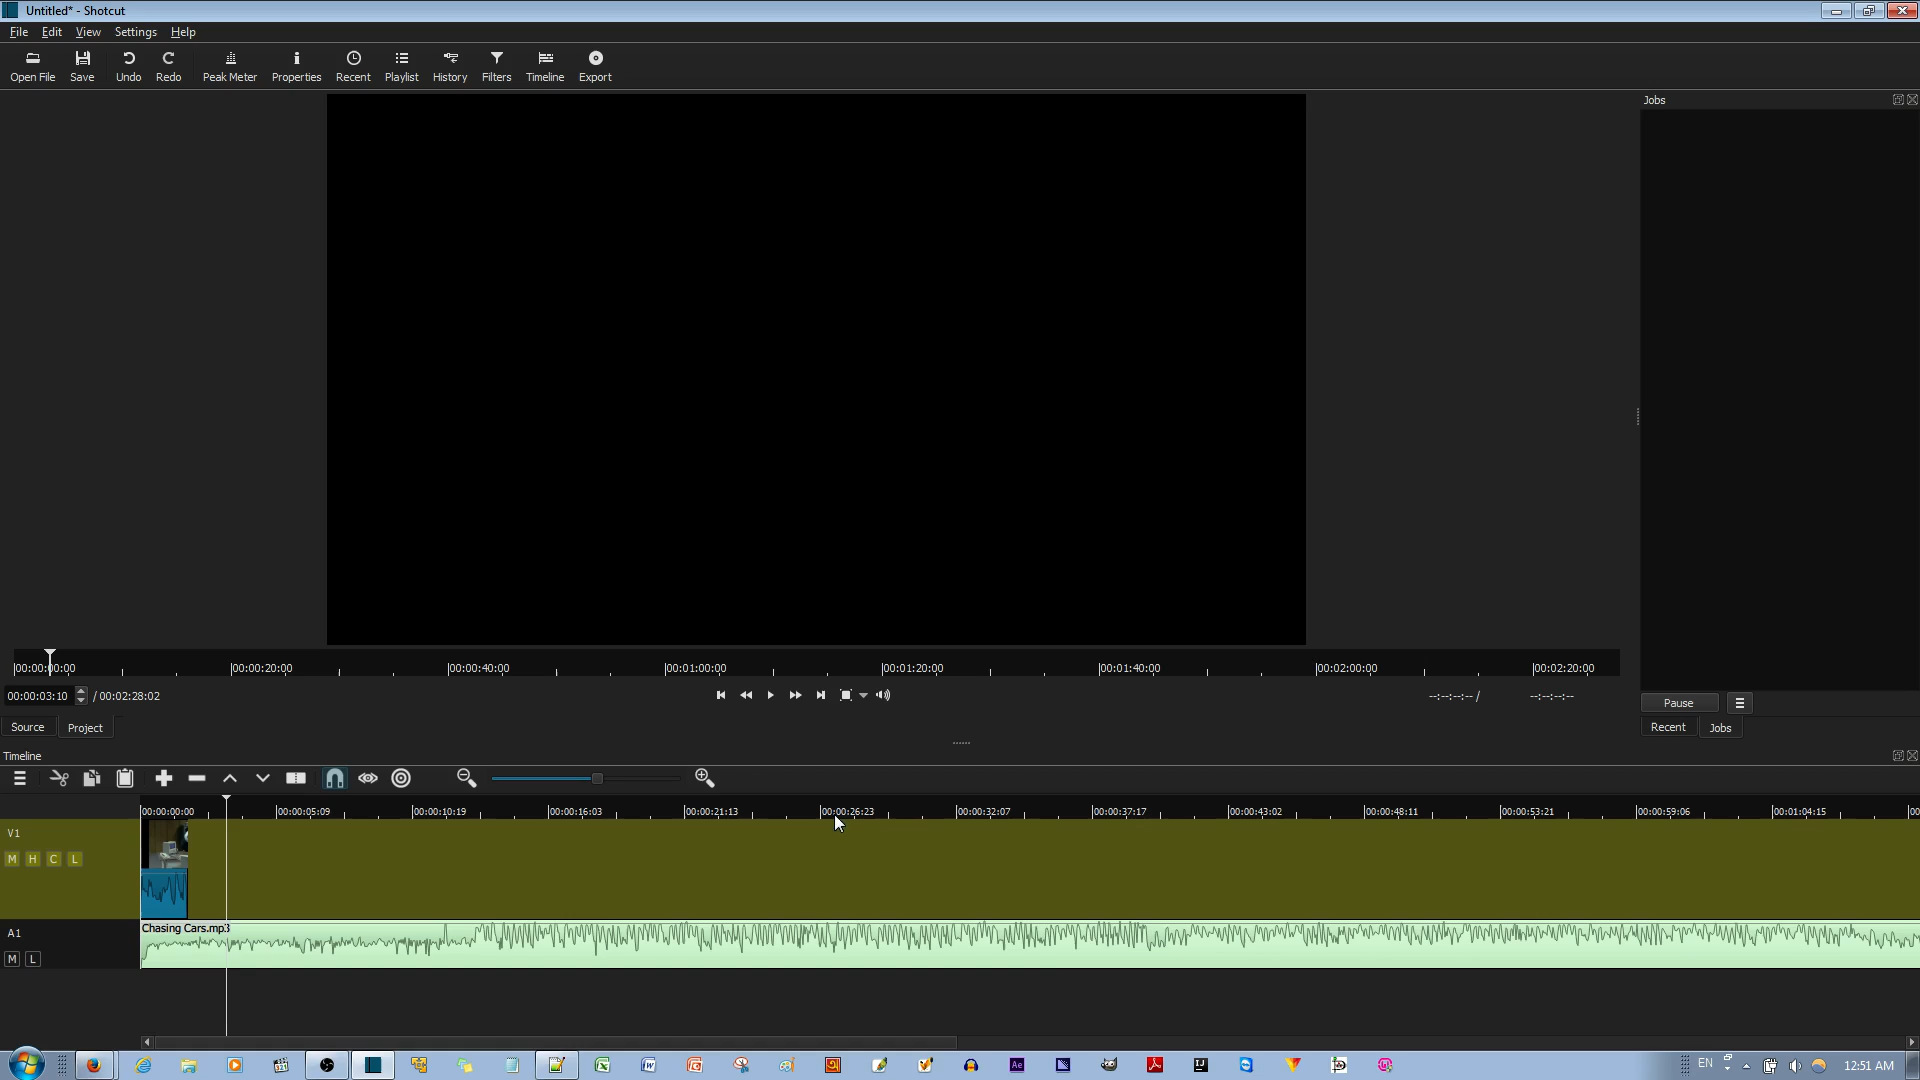 Untitled* - Shotcut
File Edit View Settings Help
Open File Save Undo Redo Peak Meter Properties Recent Playlist History Filters Timeline Export
Jobs
00:00:00:00 00:00:20:00 00:00:40:00 00:01:00:00 00:01:20:00 00:01:40:00 00:02:00:00 00:02:20:00
00:00:03:10 / 00:02:28:02 --:--:--:-- / --:--:--:--
Pause
Source Project
Recent Jobs
Timeline
00:00:00:00 00:00:05:09 00:00:10:19 00:00:16:03 00:00:21:13 00:00:26:23 00:00:32:07 00:00:37:17 00:00:43:02 00:00:48:11 00:00:53:21 00:00:59:06 00:01:04:15 00
V1
M H C L
A1
Chasing Cars.mp3
M L
EN
12:51 AM